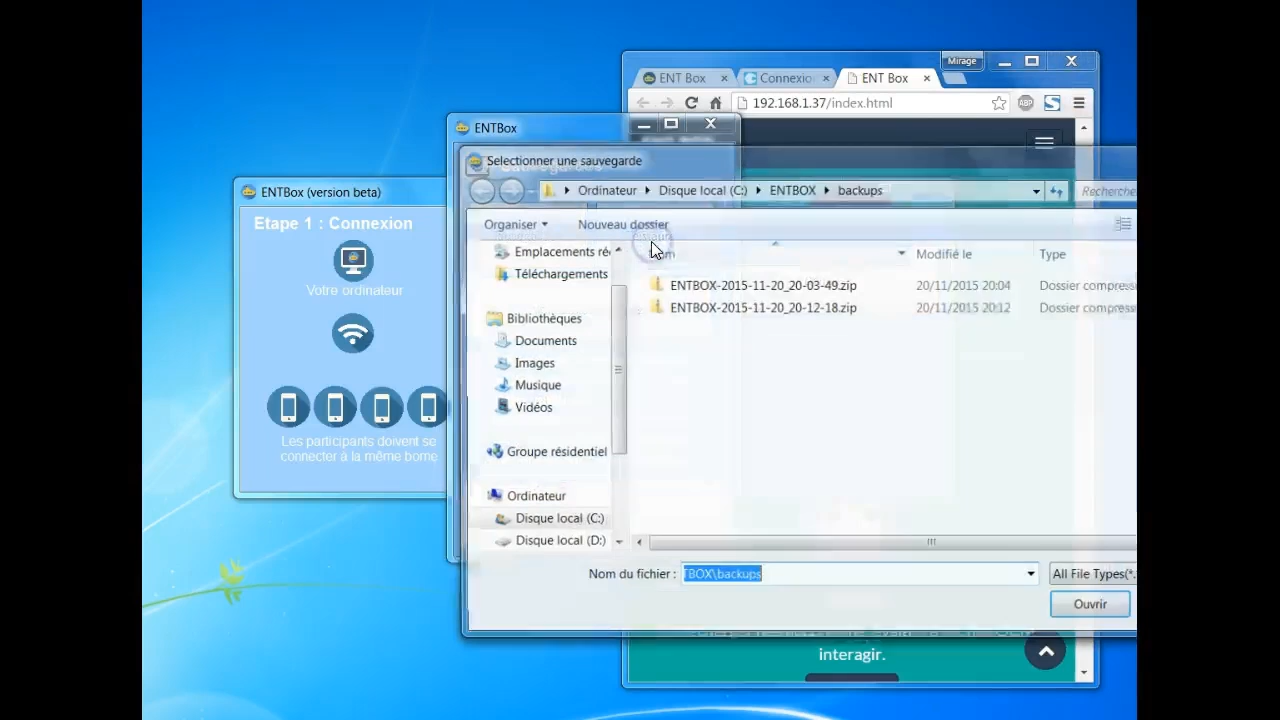 Mirage
ENT Box
Connexio
ENT Box
192.168.1.37/index.html
ABP
ENTBox
Selectionner une sauvegarde
Ordinateur
Disque local (C:)
ENTBOX
backups
Recherche
ENTBox (version beta)
Etape 1 : Connexion
Votre ordinateur
Les participants doivent se
connecter à la même borne
Organiser
Nouveau dossier
Emplacements ré
Téléchargements
Bibliothèques
Documents
Images
Musique
Vidéos
Groupe résidentiel
Ordinateur
Disque local (C:)
Disque local (D:)
Modifié le
Type
ENTBOX-2015-11-20_20-03-49.zip
20/11/2015 20:04
Dossier compress
ENTBOX-2015-11-20_20-12-18.zip
20/11/2015 20:12
Dossier compress
Nom du fichier :
TBOX\backups
All File Types(*.
Ouvrir
interagir.